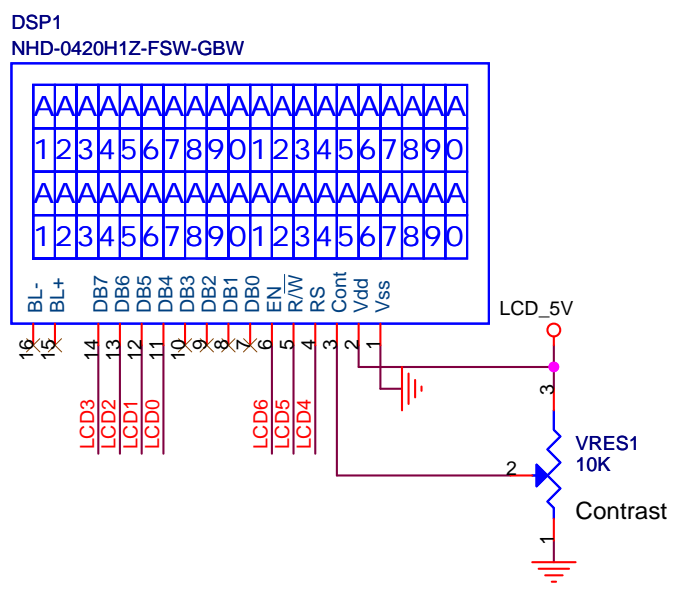 DSP1
NHD-0420H1Z-FSW-GBW
AAAAAAAAAAAAAAAAAAAA
12345678901234567890
AAAAAAAAAAAAAAAAAAAA
12345678901234567890
BL- BL+ DB7 DB6 DB5 DB4 DB3 DB2 DB1 DB0 EN R/W RS Cont Vdd Vss
LCD_5V
16 15 14 13 12 11 10 9 8 7 6 5 4 3 2 1
3
LCD3 LCD2 LCD1 LCD0 LCD6 LCD5 LCD4
VRES1
2 10K
Contrast
1